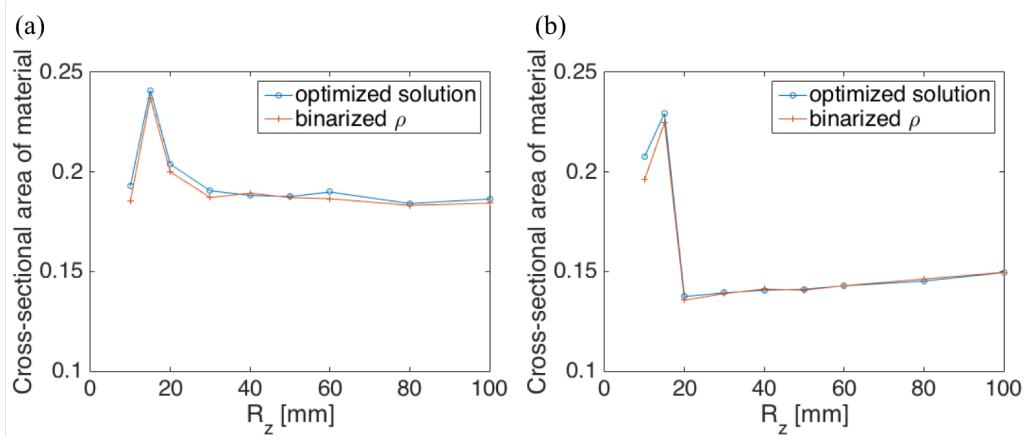 (a)
Cross-sectional area of material
0.25
0.2
0.15
0.1
optimized solution
binarized ρ
0 20 40 60 80 100
R_z [mm]
(b)
Cross-sectional area of material
0.25
0.2
0.15
0.1
optimized solution
binarized ρ
0 20 40 60 80 100
R_z [mm]